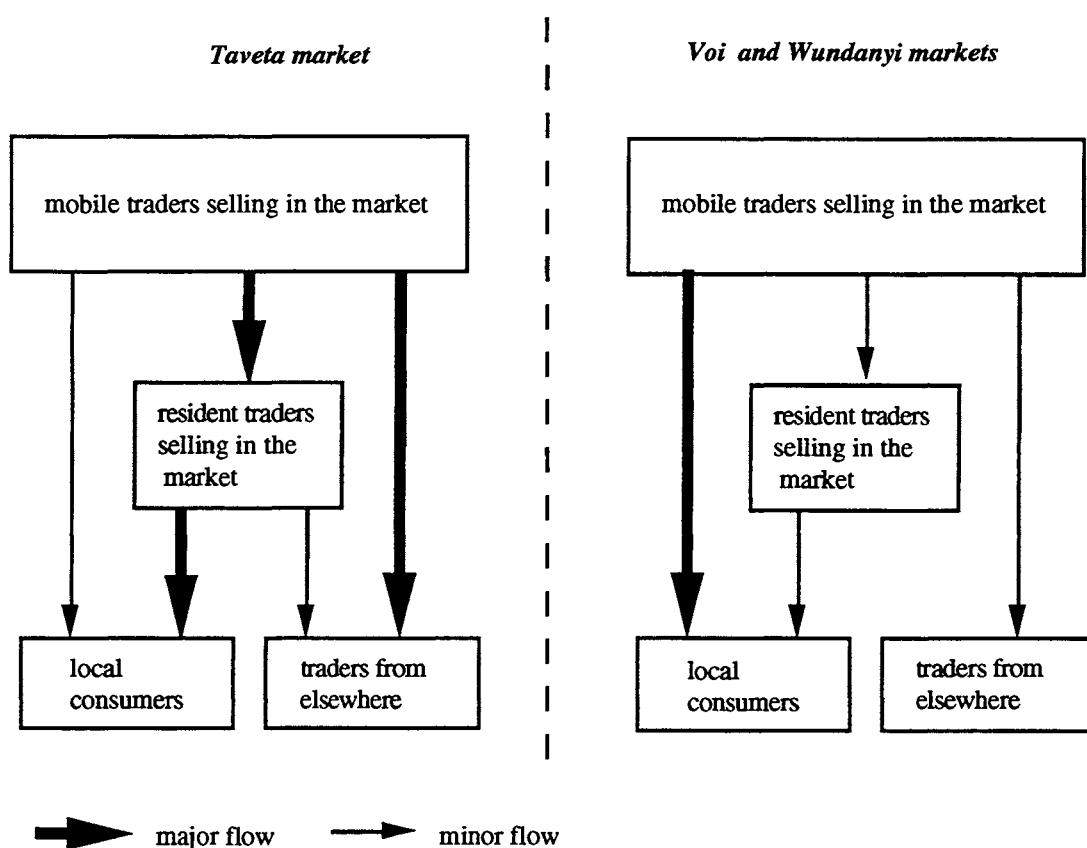 Taveta market
Voi and Wundanyi markets
mobile traders selling in the market
mobile traders selling in the market
resident traders
selling in the
market
resident traders
selling in the
market
local
consumers
traders from
elsewhere
local
consumers
traders from
elsewhere
major flow
minor flow